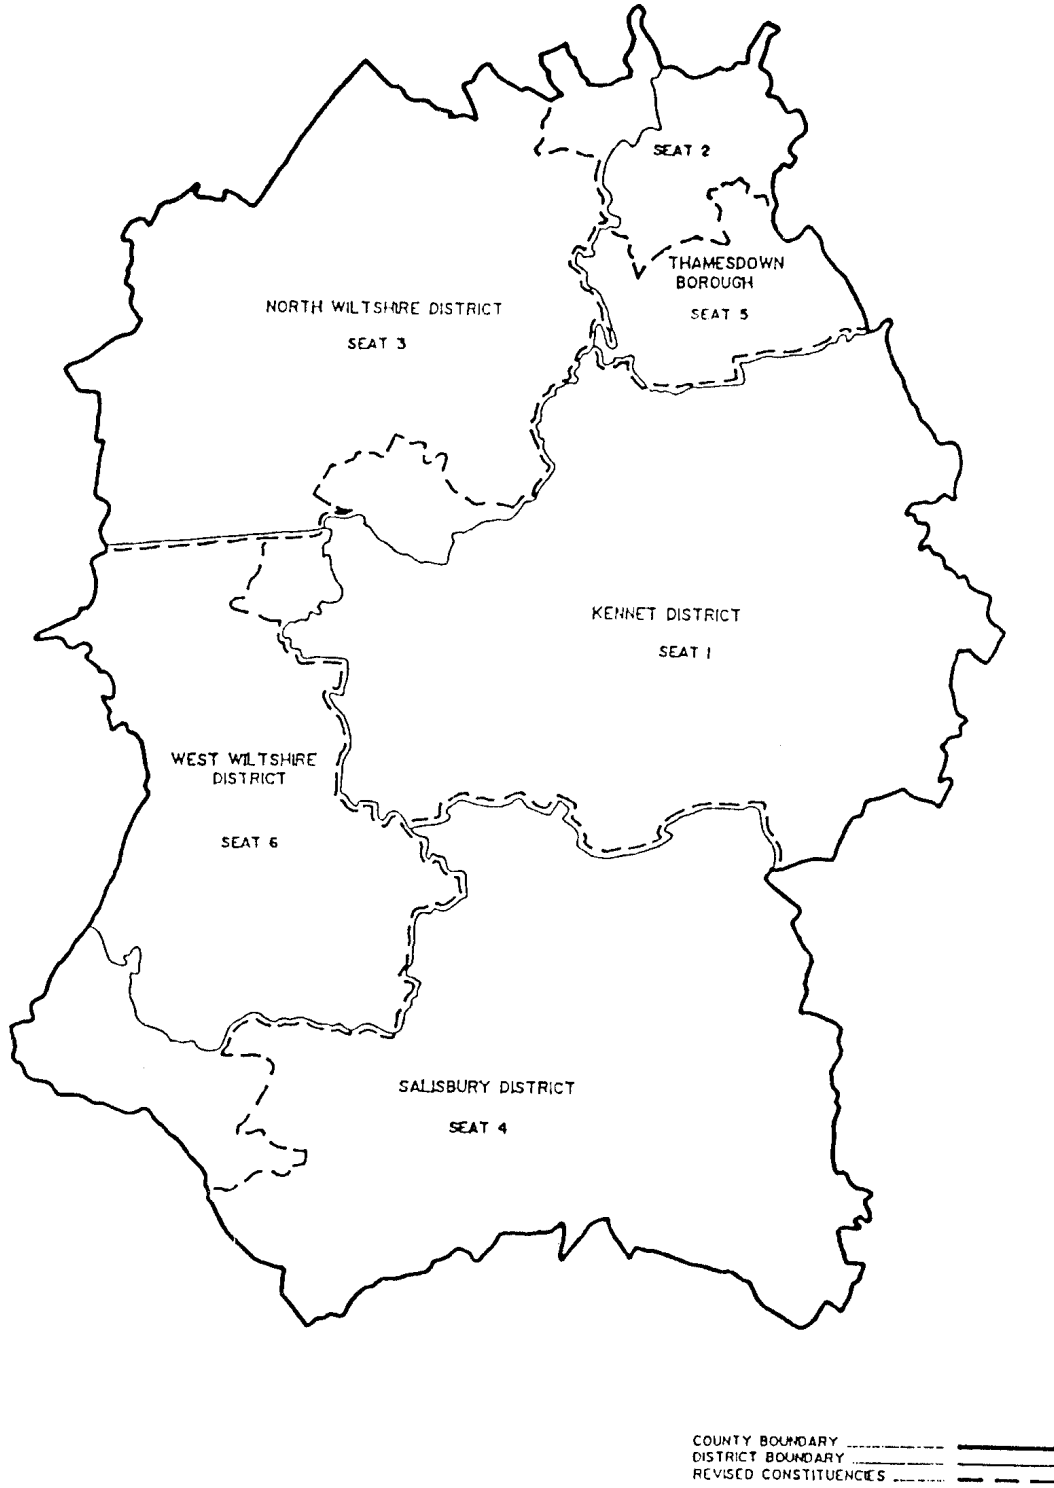 SEAT 2
THAMESDOWN
BOROUGH
SEAT 5
NORTH WILTSHIRE DISTRICT
SEAT 3
KENNET DISTRICT
SEAT 1
WEST WILTSHIRE
DISTRICT
SEAT 6
SALISBURY DISTRICT
SEAT 4
COUNTY BOUNDARY
DISTRICT BOUNDARY
REVISED CONSTITUENCIES